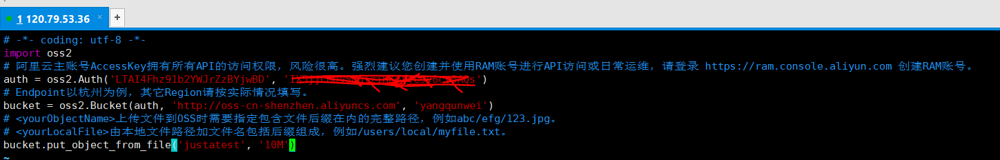 1 120.79.53.36 × +
# -*- coding: utf-8 -*-
import oss2
# 阿里云主账号AccessKey拥有所有API的访问权限，风险很高。强烈建议您创建并使用RAM账号进行API访问或日常运维，请登录 https://ram.console.aliyun.com 创建RAM账号。
auth = oss2.Auth('LTAI4Fhz91b2YWJrZzBYjwBD', ')
# Endpoint以杭州为例，其它Region请按实际情况填写。
bucket = oss2.Bucket(auth, 'http://oss-cn-shenzhen.aliyuncs.com', 'yangqunwei')
# <yourObjectName>上传文件到OSS时需要指定包含文件后缀在内的完整路径，例如abc/efg/123.jpg。
# <yourLocalFile>由本地文件路径加文件名包括后缀组成，例如/users/local/myfile.txt。
bucket.put_object_from_file('justatest', '10M')
~